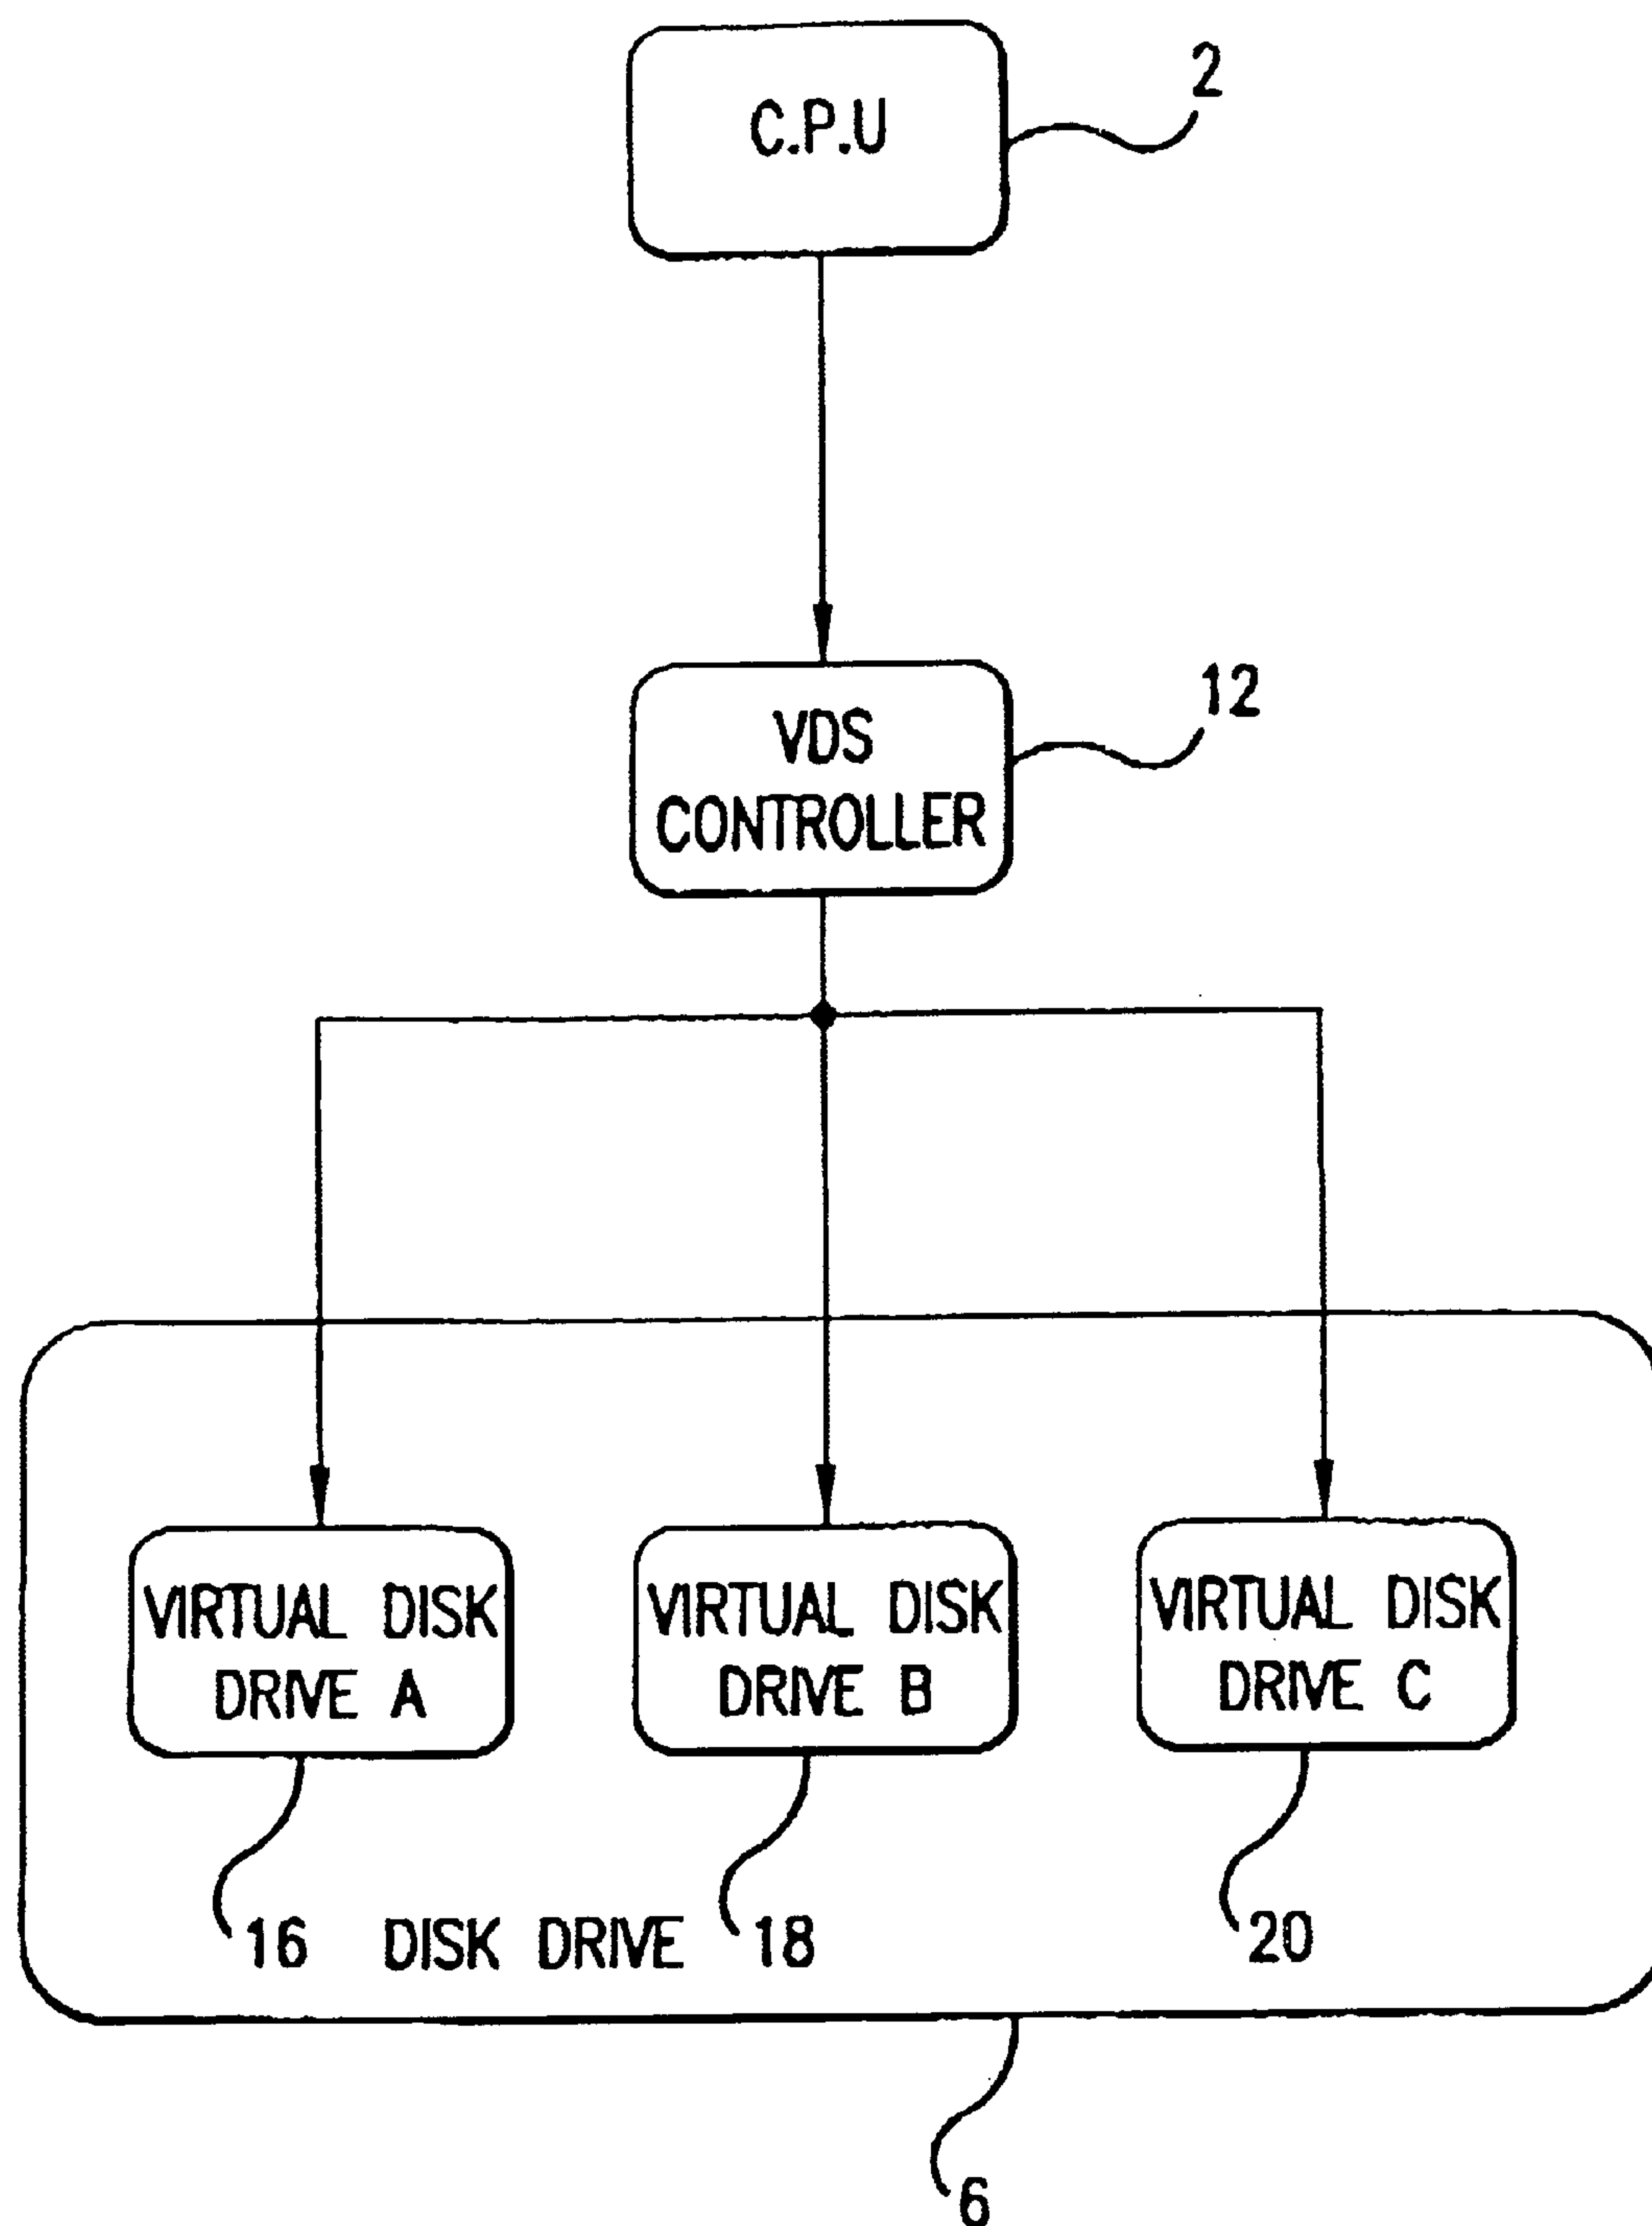 C.P.U
2
VDS
CONTROLLER
12
VIRTUAL DISK
DRIVE A
VIRTUAL DISK
DRIVE B
VIRTUAL DISK
DRIVE C
16
DISK DRIVE
18
20
6